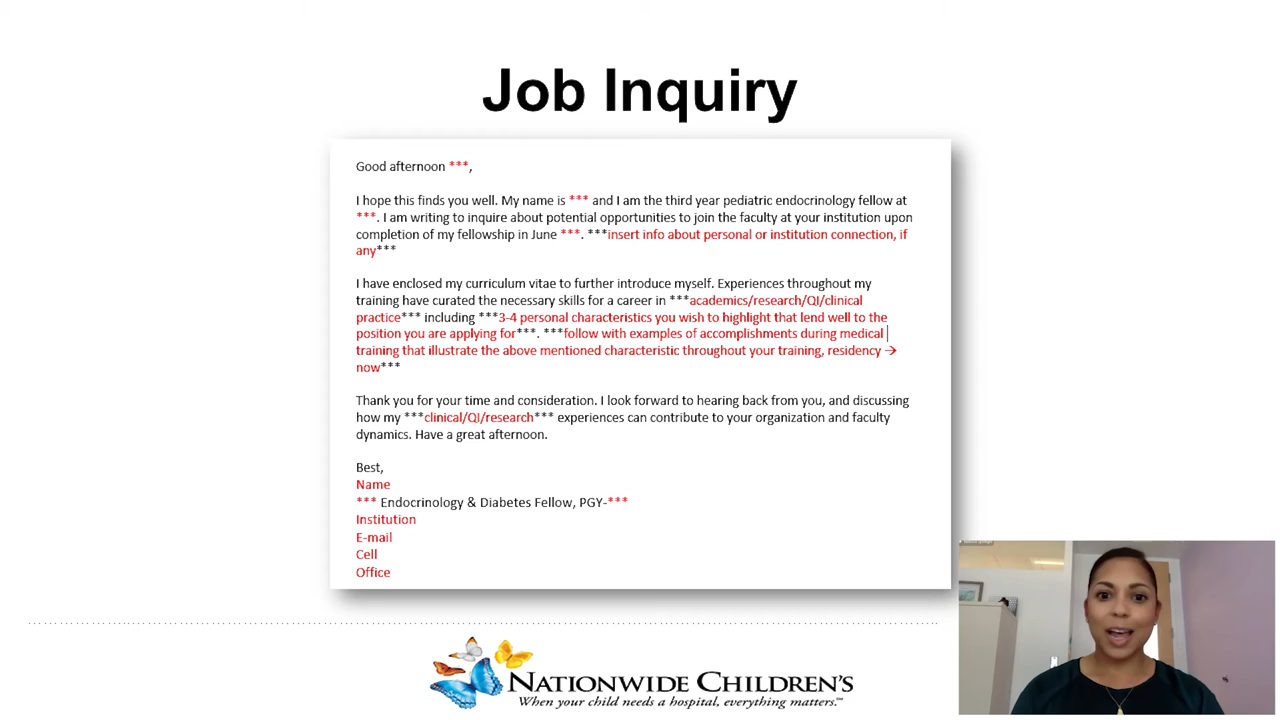 Job Inquiry
Good afternoon ***,
I hope this finds you well. My name is *** and I am the third year pediatric endocrinology fellow at
***. I am writing to inquire about potential opportunities to join the faculty at your institution upon
completion of my fellowship in June ***. ***insert info about personal or institution connection, if
any***
I have enclosed my curriculum vitae to further introduce myself. Experiences throughout my
training have curated the necessary skills for a career in ***academics/research/QI/clinical
practice*** including ***3-4 personal characteristics you wish to highlight that lend well to the
position you are applying for***. ***follow with examples of accomplishments during medical
training that illustrate the above mentioned characteristic throughout your training, residency →
now***
Thank you for your time and consideration. I look forward to hearing back from you, and discussing
how my ***clinical/QI/research*** experiences can contribute to your organization and faculty
dynamics. Have a great afternoon.
Best,
Name
*** Endocrinology & Diabetes Fellow, PGY-***
Institution
E-mail
Cell
Office
NATIONWIDE CHILDREN'S
When your child needs a hospital, everything matters.℠